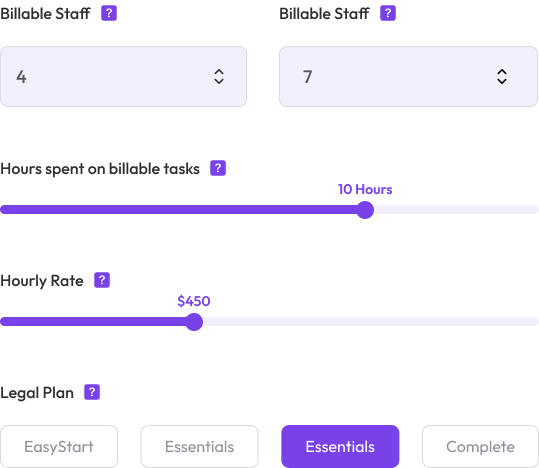 Billable Staff ? Billable Staff ?
4 7
Hours spent on billable tasks ?
10 Hours
Hourly Rate ?
$450
Legal Plan ?
EasyStart Essentials Essentials Complete